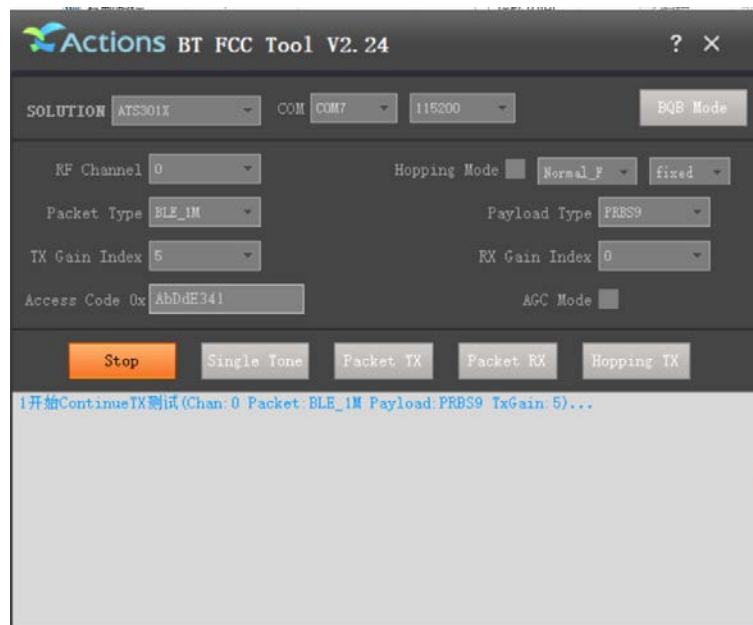 Actions BT FCC Tool V2.24 ? ×
SOLUTION ATS301X COM COM7 115200 BQB Mode
RF Channel 0 Hopping Mode Normal_F fixed
Packet Type BLE_1M Payload Type PRBS9
TX Gain Index 5 RX Gain Index 0
Access Code 0x AbDdE341 AGC Mode
Stop Single Tone Packet TX Packet RX Hopping TX
1开始ContinueTX测试(Chan:0 Packet:BLE_1M Payload:PRBS9 TxGain:5)...